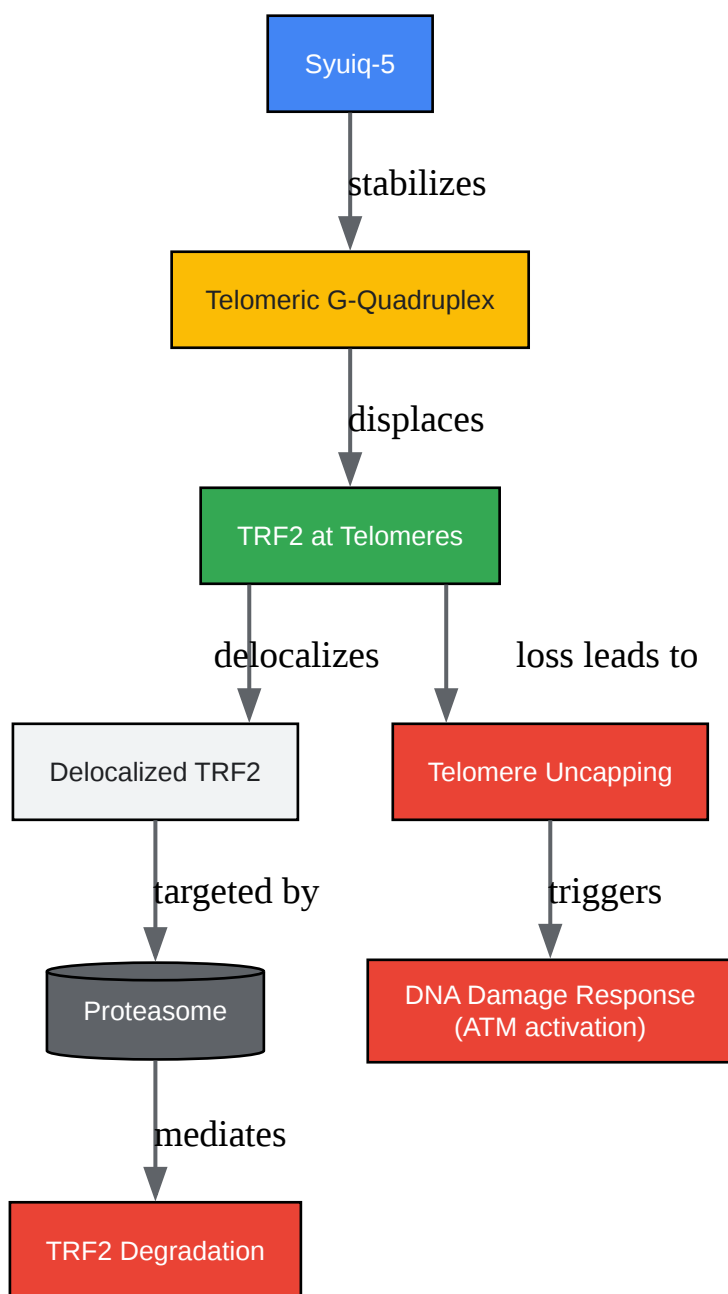 Syuiq-5
stabilizes
Telomeric G-Quadruplex
displaces
TRF2 at Telomeres
delocalizes
loss leads to
Delocalized TRF2
Telomere Uncapping
targeted by
triggers
Proteasome
DNA Damage Response
(ATM activation)
mediates
TRF2 Degradation